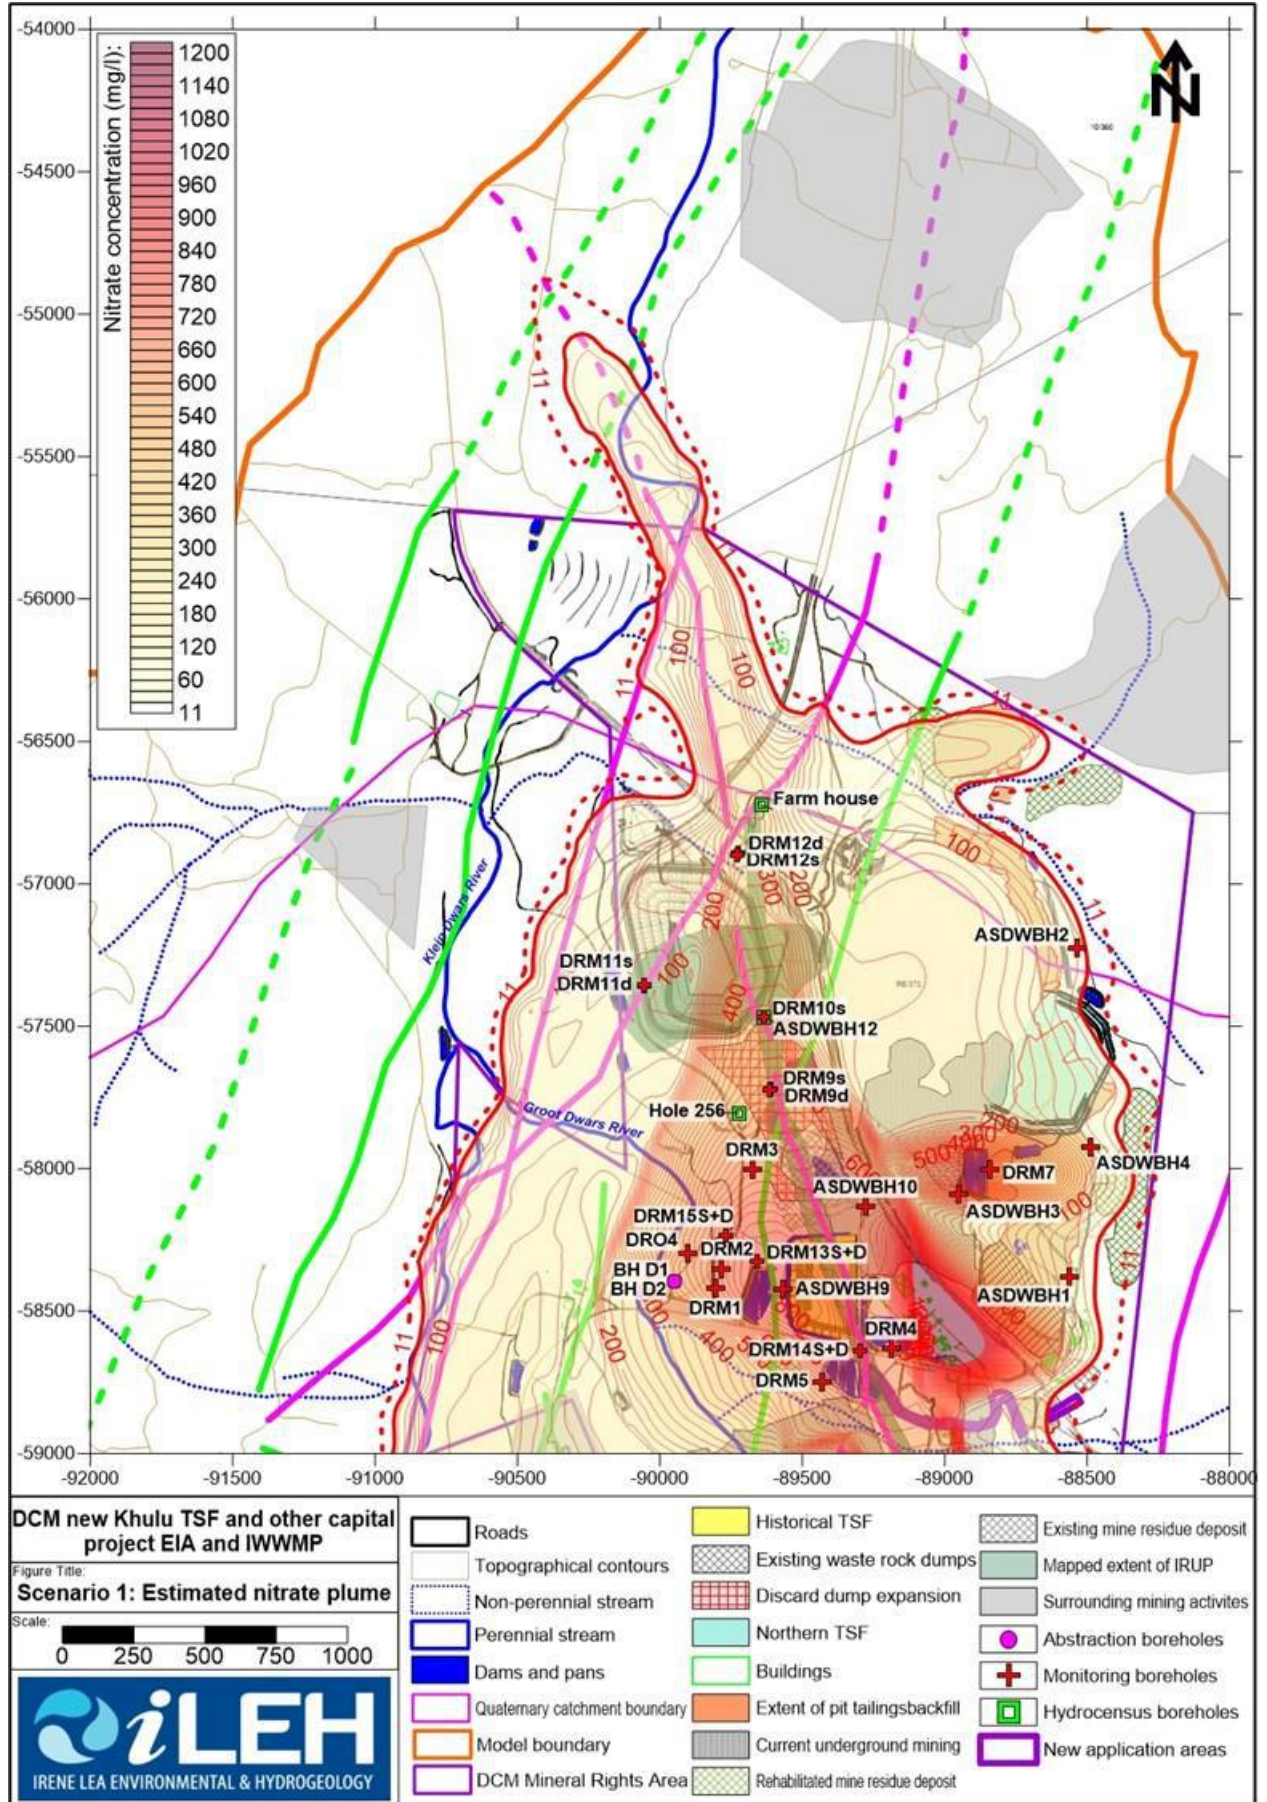 -54000
-54500
-55000
-55500
-56000
-56500
-57000
-57500
-58000
-58500
-59000
-92000
-91500
-91000
-90500
-90000
-89500
-89000
-88500
-88000
Nitrate concentration (mg/l):
1200
1140
1080
1020
960
900
840
780
720
660
600
540
480
420
360
300
240
180
120
60
11
N
11
11
11
100
100
11
100
Farm house
DRM12d
DRM12s
300
200
200
11
ASDWBH2
DRM11s
DRM11d
100
400
DRM10s
ASDWBH12
11
Klein Dwars River
DRM9s
DRM9d
Hole 256
Groot Dwars River
DRM3
600
500
ASDWBH10
DRM7
ASDWBH4
ASDWBH3
100
DRM15S+D
DRO4
DRM2
DRM13S+D
BH D1
BH D2
DRM1
ASDWBH9
ASDWBH1
11
11
100
200
400
DRM4
DRM14S+D
DRM5
DCM new Khulu TSF and other capital
project EIA and IWWMP
Figure Title:
Scenario 1: Estimated nitrate plume
Scale:
0 250 500 750 1000
iLEH
IRENE LEA ENVIRONMENTAL & HYDROGEOLOGY
Roads
Topographical contours
Non-perennial stream
Perennial stream
Dams and pans
Quaternary catchment boundary
Model boundary
DCM Mineral Rights Area
Historical TSF
Existing waste rock dumps
Discard dump expansion
Northern TSF
Buildings
Extent of pit tailingsbackfill
Current underground mining
Rehabilitated mine residue deposit
Existing mine residue deposit
Mapped extent of IRUP
Surrounding mining activites
Abstraction boreholes
Monitoring boreholes
Hydrocensus boreholes
New application areas